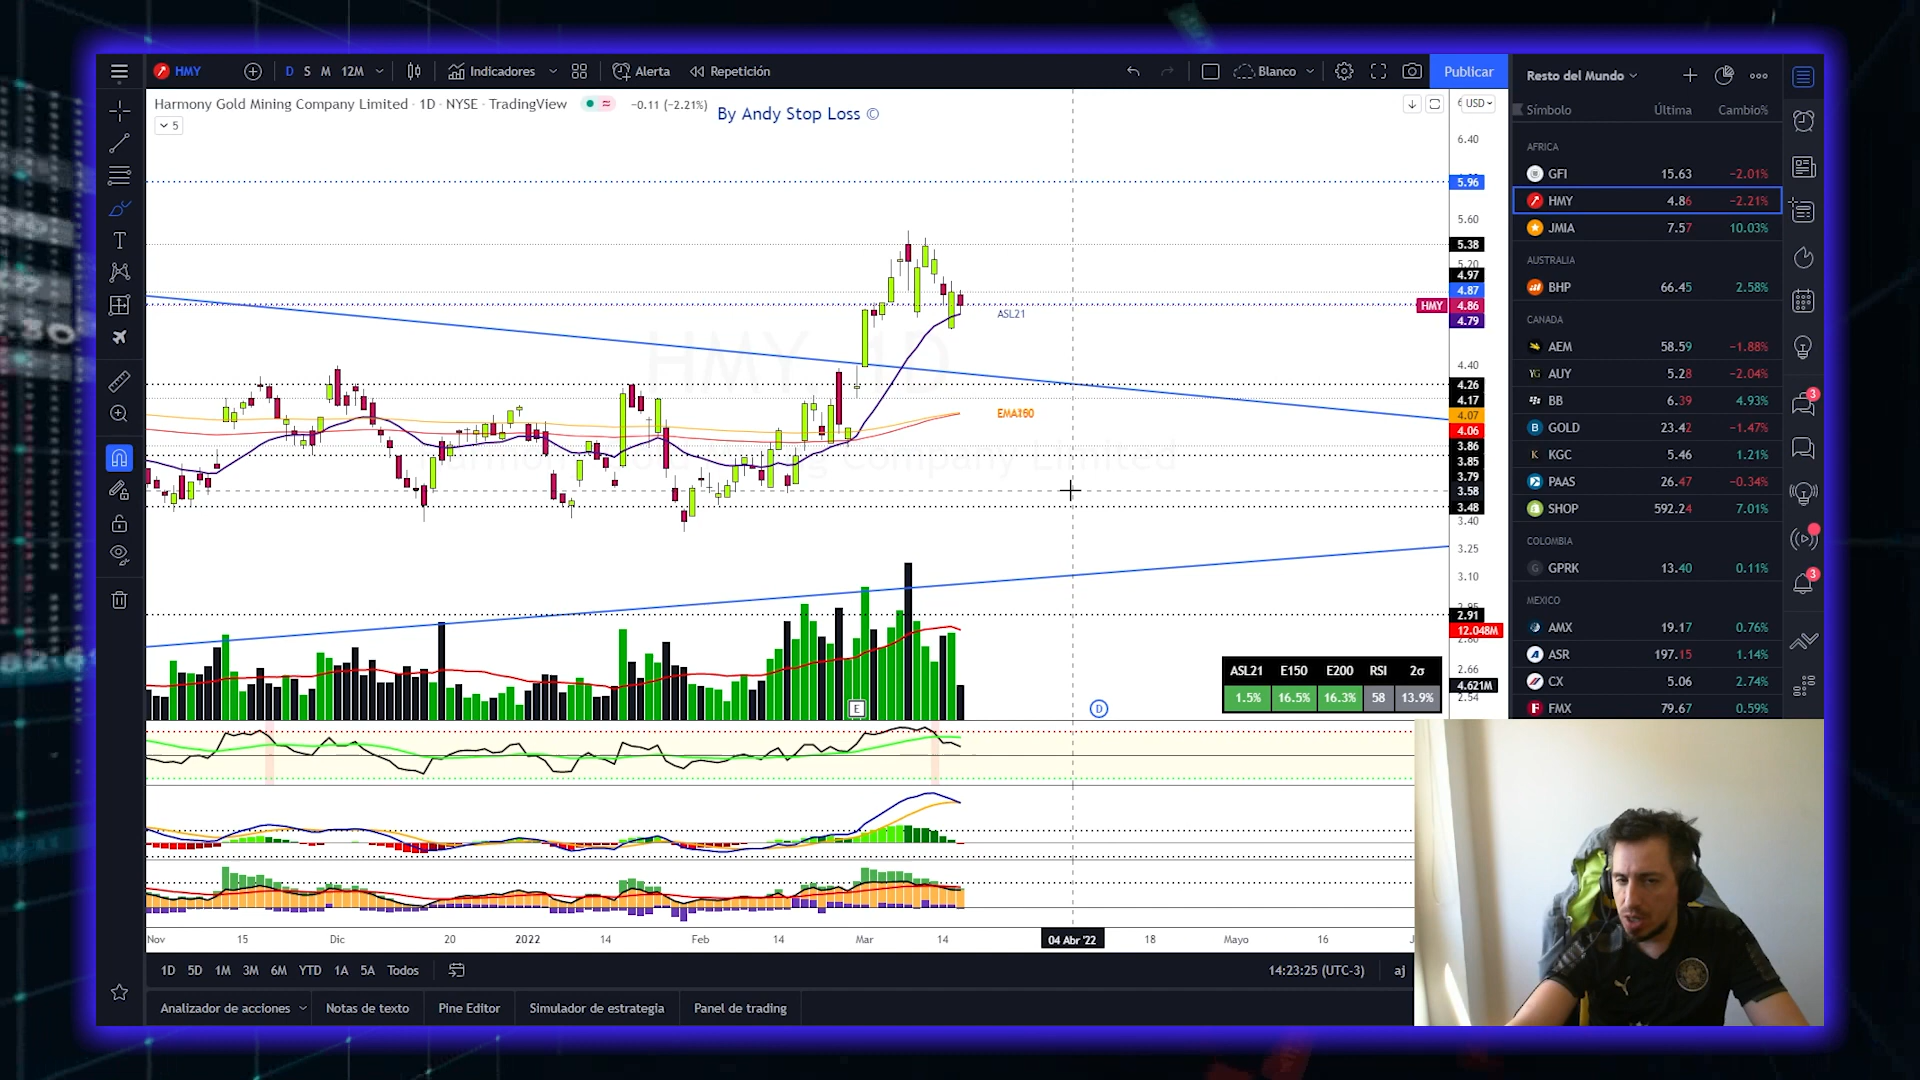 HMY
D S M 12M
Indicadores
Alerta
Repetición
Blanco
Publicar
Resto del Mundo
Harmony Gold Mining Company Limited · 1D · NYSE · TradingView
−0.11 (−2.21%)
By Andy Stop Loss ©
5
USD
Símbolo Última Cambio%
AFRICA
GFI 15.63 −2.01%
HMY 4.86 −2.21%
JMIA 7.57 10.03%
AUSTRALIA
BHP 66.45 2.58%
CANADA
AEM 58.59 −1.88%
AUY 5.28 −2.04%
BB 6.39 4.93%
GOLD 23.42 −1.47%
KGC 5.46 1.21%
PAAS 26.47 −0.34%
SHOP 592.24 7.01%
COLOMBIA
GPRK 13.40 0.11%
MEXICO
AMX 19.17 0.76%
ASR 197.15 1.14%
CX 5.06 2.74%
FMX 79.67 0.59%
6.40
5.96
5.60
5.38
5.20
4.97
4.87
HMY 4.86
4.79
4.40
4.26
4.17
4.07
4.06
3.86
3.85
3.79
3.58
3.48
3.40
3.25
3.10
2.91
12.048M
2.66
4.621M
2.54
HMY, 1D
ASL21
ASL21 E150 E200 RSI 2σ
1.5% 16.5% 16.3% 58 13.9%
E
D
Nov 15 Dic 20 2022 14 Feb 14 Mar 14 04 Abr '22 18 Mayo 16
1D 5D 1M 3M 6M YTD 1A 5A Todos
14:23:25 (UTC-3)
aj
Analizador de acciones
Notas de texto
Pine Editor
Simulador de estrategia
Panel de trading
3
3